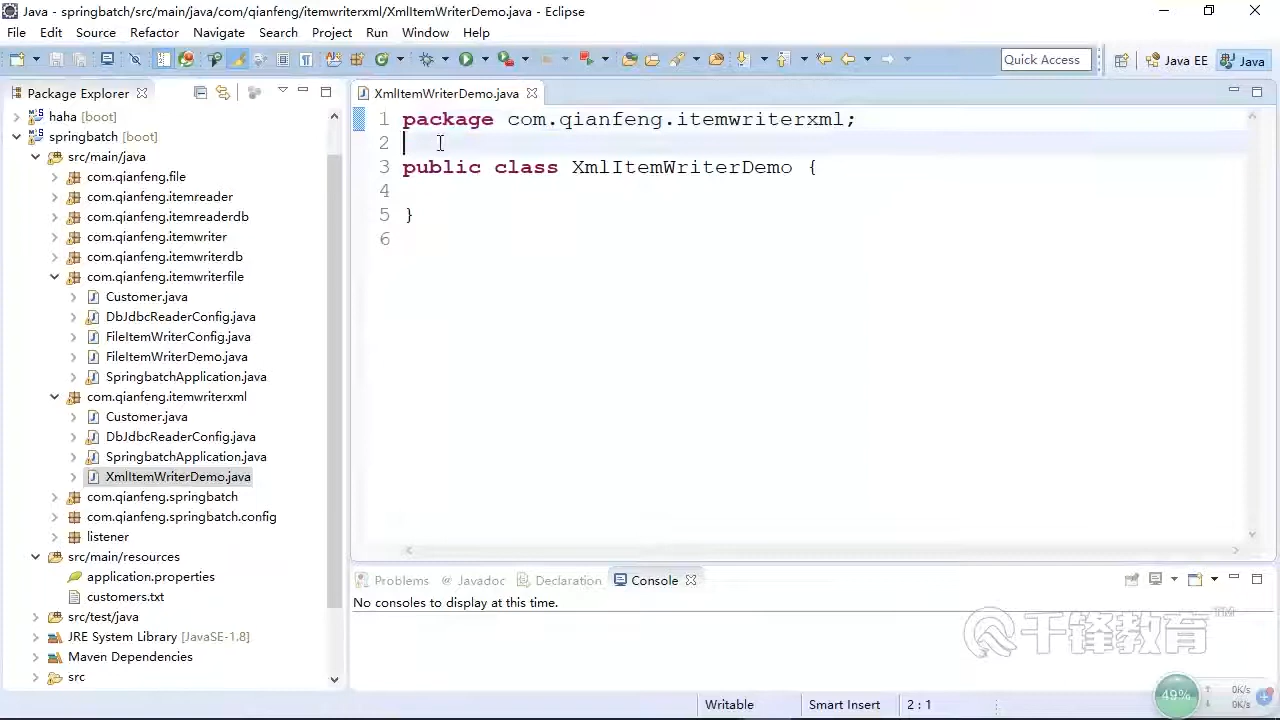 Java - springbatch/src/main/java/com/qianfeng/itemwriterxml/XmlItemWriterDemo.java - Eclipse
File Edit Source Refactor Navigate Search Project Run Window Help
Quick Access
Java EE
Java
Package Explorer
haha [boot]
springbatch [boot]
src/main/java
com.qianfeng.file
com.qianfeng.itemreader
com.qianfeng.itemreaderdb
com.qianfeng.itemwriter
com.qianfeng.itemwriterdb
com.qianfeng.itemwriterfile
Customer.java
DbJdbcReaderConfig.java
FileItemWriterConfig.java
FileItemWriterDemo.java
SpringbatchApplication.java
com.qianfeng.itemwriterxml
Customer.java
DbJdbcReaderConfig.java
SpringbatchApplication.java
XmlItemWriterDemo.java
com.qianfeng.springbatch
com.qianfeng.springbatch.config
listener
src/main/resources
application.properties
customers.txt
src/test/java
JRE System Library [JavaSE-1.8]
Maven Dependencies
src
XmlItemWriterDemo.java
1 package com.qianfeng.itemwriterxml;
2
3 public class XmlItemWriterDemo {
4
5 }
6
Problems @ Javadoc Declaration Console
No consoles to display at this time.
千锋教育 TM
Writable Smart Insert 2 : 1
49%
0K/s
0K/s